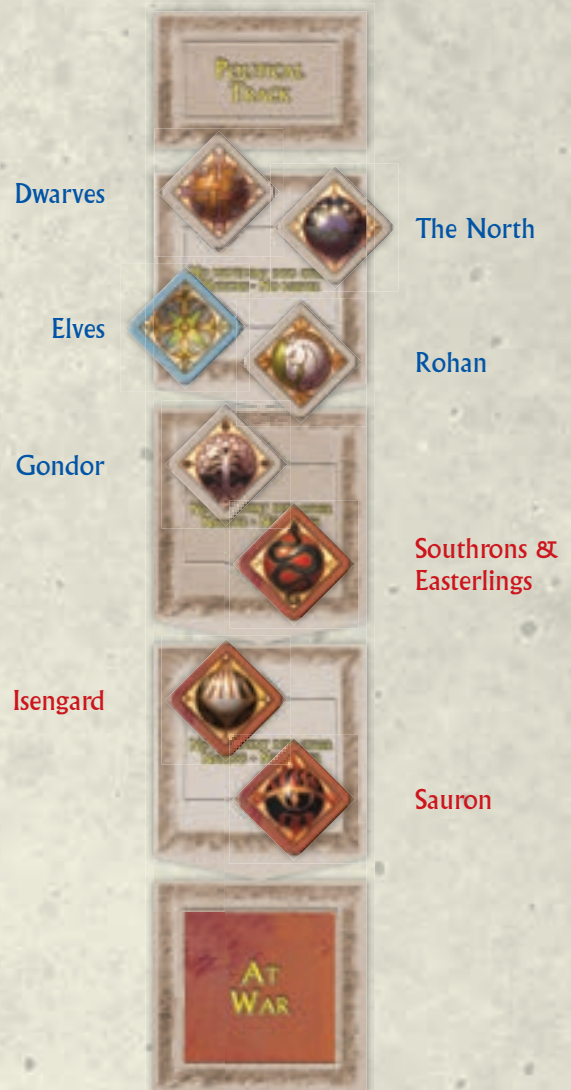 Political
Track
Dwarves
The North
Elves
Rohan
Gondor
Southrons &
Easterlings
Isengard
Sauron
At
War